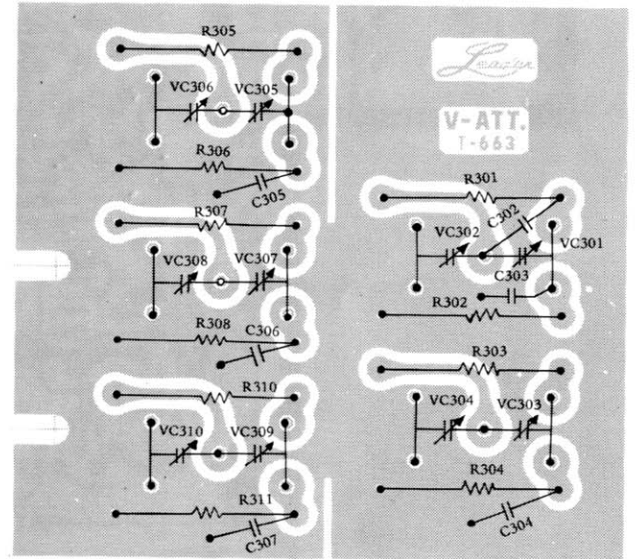 R305
VC306 VC305
R306
C305
R307
VC308 VC307
R308
C306
R310
VC310 VC309
R311
C307
Leader
V-ATT.
T-663
R301
C302
VC302
VC301
C303
R302
R303
VC304 VC303
R304
C304